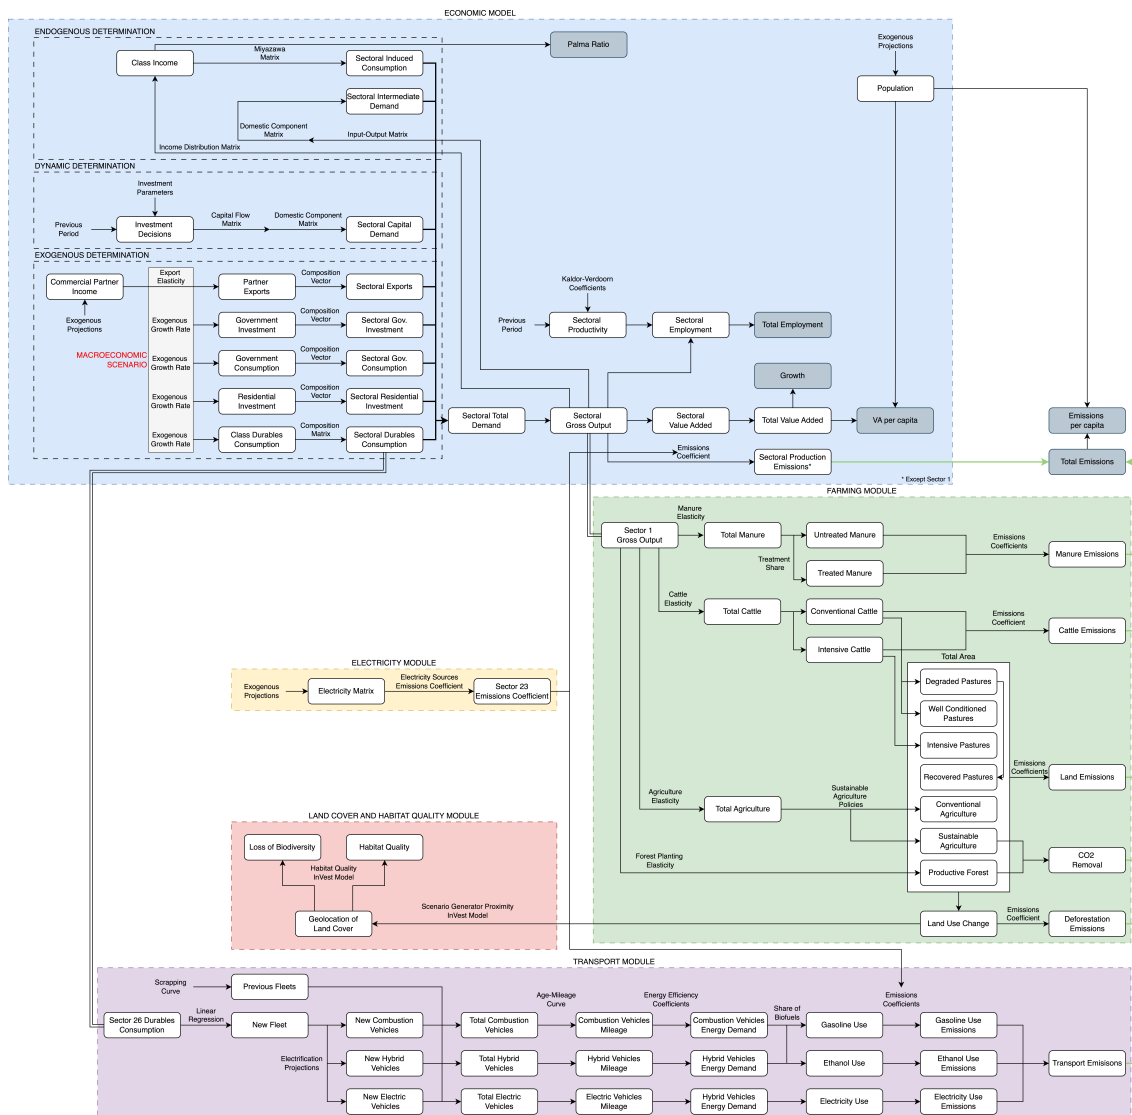 ECONOMIC MODEL
ENDOGENOUS DETERMINATION
Class Income
Miyazawa
Matrix
Sectoral Induced
Consumption
Palma Ratio
Exogenous
Projections
Population
Sectoral Intermediate
Demand
Domestic Component
Matrix
Input-Output Matrix
Income Distribution Matrix
DYNAMIC DETERMINATION
Investment
Parameters
Previous
Period
Investment
Decisions
Capital Flow
Matrix
Domestic Component
Matrix
Sectoral Capital
Demand
EXOGENOUS DETERMINATION
Commercial Partner
Income
Exogenous
Projections
Export
Elasticity
Partner
Exports
Composition
Vector
Sectoral Exports
Exogenous
Growth Rate
Government
Investment
Composition
Vector
Sectoral Gov.
Investment
MACROECONOMIC
SCENARIO
Exogenous
Growth Rate
Government
Consumption
Composition
Vector
Sectoral Gov.
Consumption
Exogenous
Growth Rate
Residential
Investment
Composition
Vector
Sectoral Residential
Investment
Exogenous
Growth Rate
Class Durables
Consumption
Composition
Matrix
Sectoral Durables
Consumption
Kaldor-Verdoorn
Coefficients
Previous
Period
Sectoral
Productivity
Sectoral
Employment
Total Employment
Growth
Sectoral Total
Demand
Sectoral
Gross Output
Sectoral
Value Added
Total Value Added
VA per capita
Emissions
per capita
Emissions
Coefficient
Sectoral Production
Emissions*
Total Emissions
* Except Sector 1
FARMING MODULE
Sector 1
Gross Output
Manure
Elasticity
Total Manure
Treatment
Share
Untreated Manure
Treated Manure
Emissions
Coefficients
Manure Emissions
Cattle
Elasticity
Total Cattle
Conventional Cattle
Intensive Cattle
Emissions
Coefficient
Cattle Emissions
Total Area
Degraded Pastures
Well Conditioned
Pastures
Intensive Pastures
Recovered Pastures
Emissions
Coefficients
Land Emissions
Agriculture
Elasticity
Total Agriculture
Sustainable
Agriculture
Policies
Conventional
Agriculture
Sustainable
Agriculture
Forest Planting
Elasticity
Productive Forest
CO2
Removal
Land Use Change
Emissions
Coefficient
Deforestation
Emissions
ELECTRICITY MODULE
Exogenous
Projections
Electricity Matrix
Electricity Sources
Emissions Coefficient
Sector 23
Emissions Coefficient
LAND COVER AND HABITAT QUALITY MODULE
Loss of Biodiversity
Habitat Quality
Habitat Quality
InVest Model
Geolocation of
Land Cover
Scenario Generator Proximity
InVest Model
TRANSPORT MODULE
Scrapping
Curve
Previous Fleets
Sector 26 Durables
Consumption
Linear
Regression
New Fleet
Electrification
Projections
New Combustion
Vehicles
Total Combustion
Vehicles
Age-Mileage
Curve
Combustion Vehicles
Mileage
Energy Efficiency
Coefficients
Combustion Vehicles
Energy Demand
Share of
Biofuels
Gasoline Use
Emissions
Coefficients
Gasoline Use
Emissions
New Hybrid
Vehicles
Total Hybrid
Vehicles
Hybrid Vehicles
Mileage
Hybrid Vehicles
Energy Demand
Ethanol Use
Ethanol Use
Emissions
Transport Emisisons
New Electric
Vehicles
Total Electric
Vehicles
Electric Vehicles
Mileage
Hybrid Vehicles
Energy Demand
Electricity Use
Electricity Use
Emissions